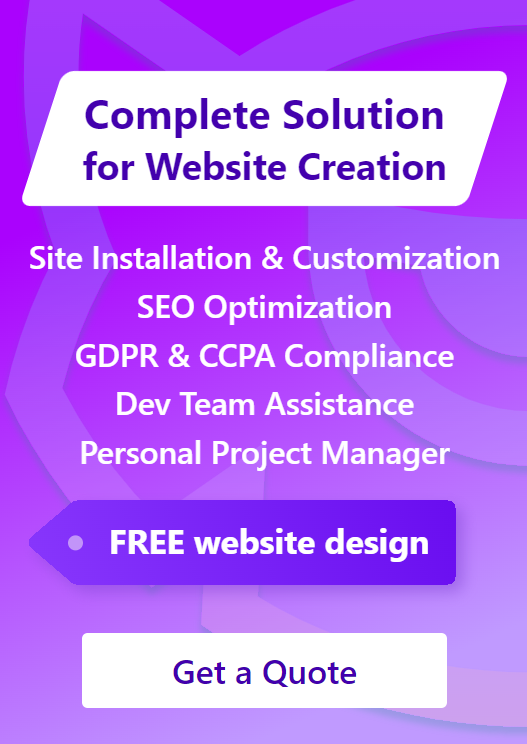 Complete Solution
for Website Creation
Site Installation & Customization
SEO Optimization
GDPR & CCPA Compliance
Dev Team Assistance
Personal Project Manager
FREE website design
Get a Quote